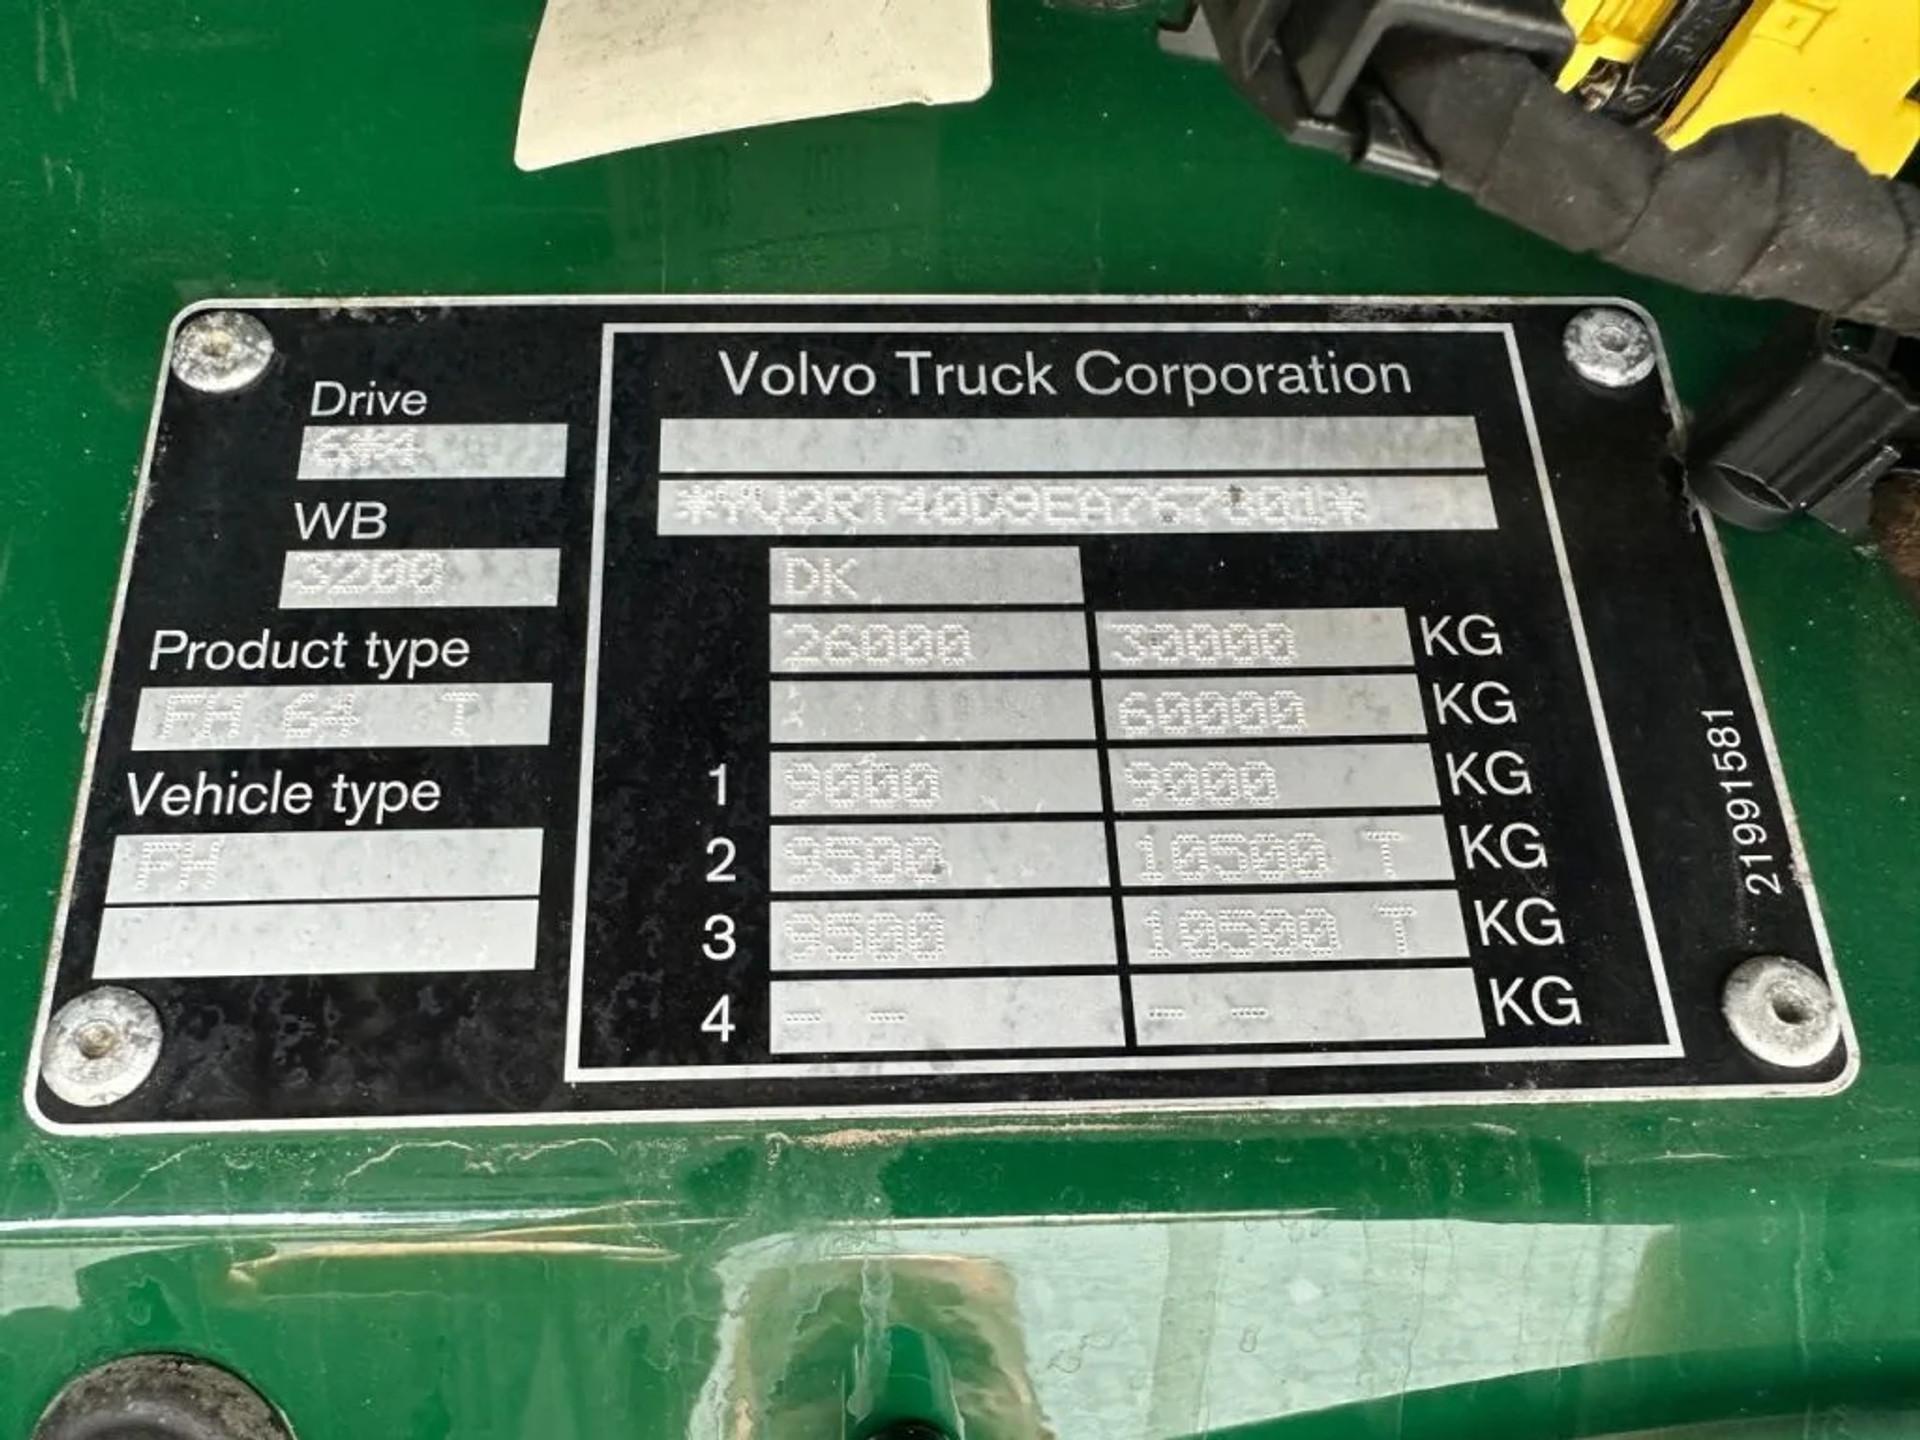 Volvo Truck Corporation
Drive
6*4
WB
3200
Product type
FH 64 T
Vehicle type
FH
*YV2RT40D9EA767801*
DK
26000 30000 KG
60000 KG
1 9000 9000 KG
2 9500 10500 T KG
3 9500 10500 T KG
4 -- -- -- -- KG
21991581